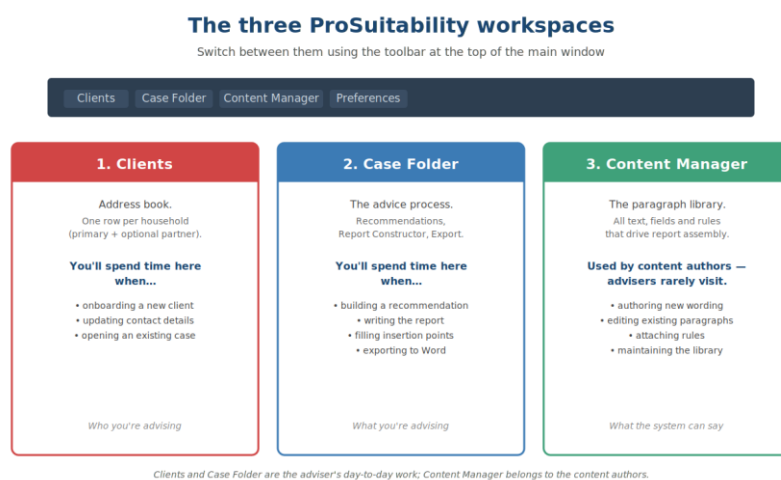 The three ProSuitability workspaces
Switch between them using the toolbar at the top of the main window
Clients
Case Folder
Content Manager
Preferences
1. Clients
Address book.
One row per household
(primary + optional partner).
You'll spend time here
when…
• onboarding a new client
• updating contact details
• opening an existing case
Who you're advising
2. Case Folder
The advice process.
Recommendations,
Report Constructor, Export.
You'll spend time here
when…
• building a recommendation
• writing the report
• filling insertion points
• exporting to Word
What you're advising
3. Content Manager
The paragraph library.
All text, fields and rules
that drive report assembly.
Used by content authors —
advisers rarely visit.
• authoring new wording
• editing existing paragraphs
• attaching rules
• maintaining the library
What the system can say
Clients and Case Folder are the adviser's day-to-day work; Content Manager belongs to the content authors.